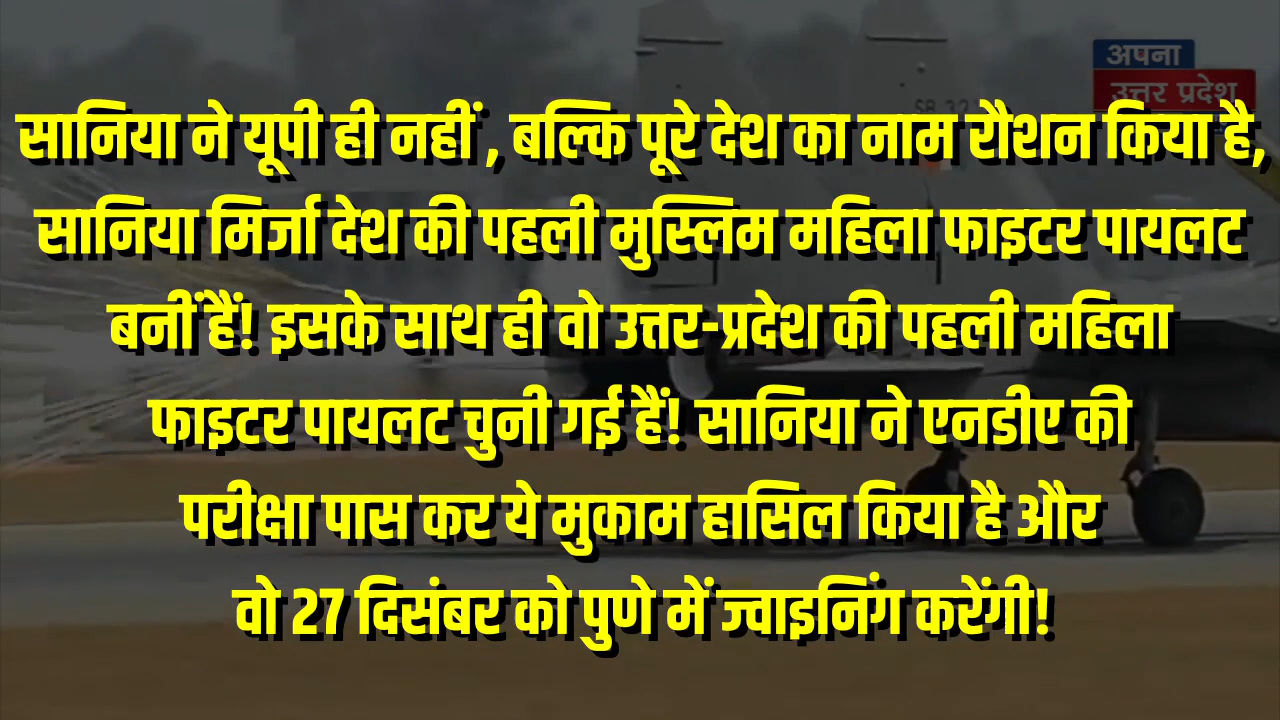 अपना
उत्तर प्रदेश
सानिया ने यूपी ही नहीं , बल्कि पूरे देश का नाम रौशन किया है,
सानिया मिर्जा देश की पहली मुस्लिम महिला फाइटर पायलट
बनीं हैं! इसके साथ ही वो उत्तर-प्रदेश की पहली महिला
फाइटर पायलट चुनी गई हैं! सानिया ने एनडीए की
परीक्षा पास कर ये मुकाम हासिल किया है और
वो 27 दिसंबर को पुणे में ज्वाइनिंग करेंगी!